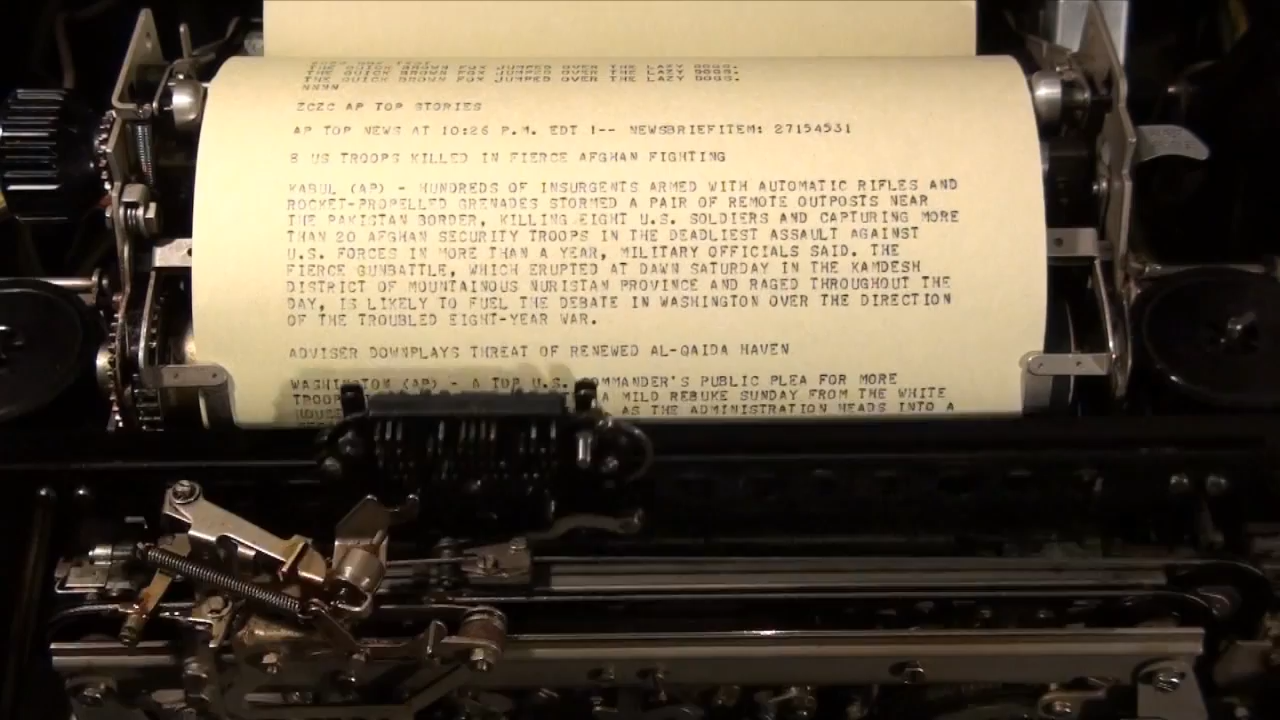 THE QUICK BROWN FOX JUMPED OVER THE LAZY DOGS.
THE QUICK BROWN FOX JUMPED OVER THE LAZY DOGS.
NNNN
ZCZC AP TOP STORIES
AP TOP NEWS AT 10:26 P.M. EDT 1-- NEWSBRIEFITEM: 27154531
8 US TROOPS KILLED IN FIERCE AFGHAN FIGHTING
KABUL (AP) - HUNDREDS OF INSURGENTS ARMED WITH AUTOMATIC RIFLES AND
ROCKET-PROPELLED GRENADES STORMED A PAIR OF REMOTE OUTPOSTS NEAR
THE PAKISTAN BORDER, KILLING EIGHT U.S. SOLDIERS AND CAPTURING MORE
THAN 20 AFGHAN SECURITY TROOPS IN THE DEADLIEST ASSAULT AGAINST
U.S. FORCES IN MORE THAN A YEAR, MILITARY OFFICIALS SAID. THE
FIERCE GUNBATTLE, WHICH ERUPTED AT DAWN SATURDAY IN THE KAMDESH
DISTRICT OF MOUNTAINOUS NURISTAN PROVINCE AND RAGED THROUGHOUT THE
DAY, IS LIKELY TO FUEL THE DEBATE IN WASHINGTON OVER THE DIRECTION
OF THE TROUBLED EIGHT-YEAR WAR.
ADVISER DOWNPLAYS THREAT OF RENEWED AL-QAIDA HAVEN
WASHINGTON (AP) - A TOP U.S. COMMANDER'S PUBLIC PLEA FOR MORE
TROOP A MILD REBUKE SUNDAY FROM THE WHITE
HOUSE AS THE ADMINISTRATION HEADS INTO A